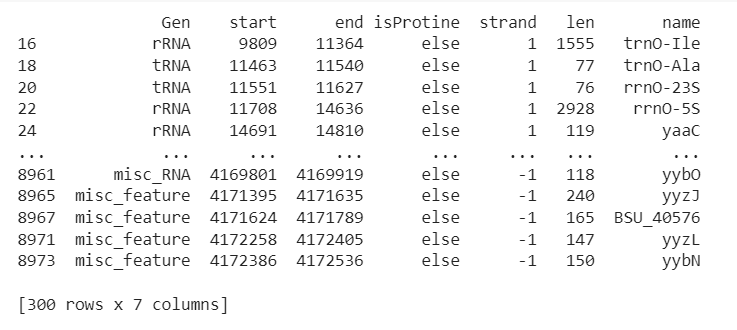 Gen start end isProtine strand len name
16 rRNA 9809 11364 else 1 1555 trnO-Ile
18 tRNA 11463 11540 else 1 77 trnO-Ala
20 tRNA 11551 11627 else 1 76 rrnO-23S
22 rRNA 11708 14636 else 1 2928 rrnO-5S
24 rRNA 14691 14810 else 1 119 yaaC
... ... ... ... ... ... ... ...
8961 misc_RNA 4169801 4169919 else -1 118 yybO
8965 misc_feature 4171395 4171635 else -1 240 yyzJ
8967 misc_feature 4171624 4171789 else -1 165 BSU_40576
8971 misc_feature 4172258 4172405 else -1 147 yyzL
8973 misc_feature 4172386 4172536 else -1 150 yybN
[300 rows x 7 columns]